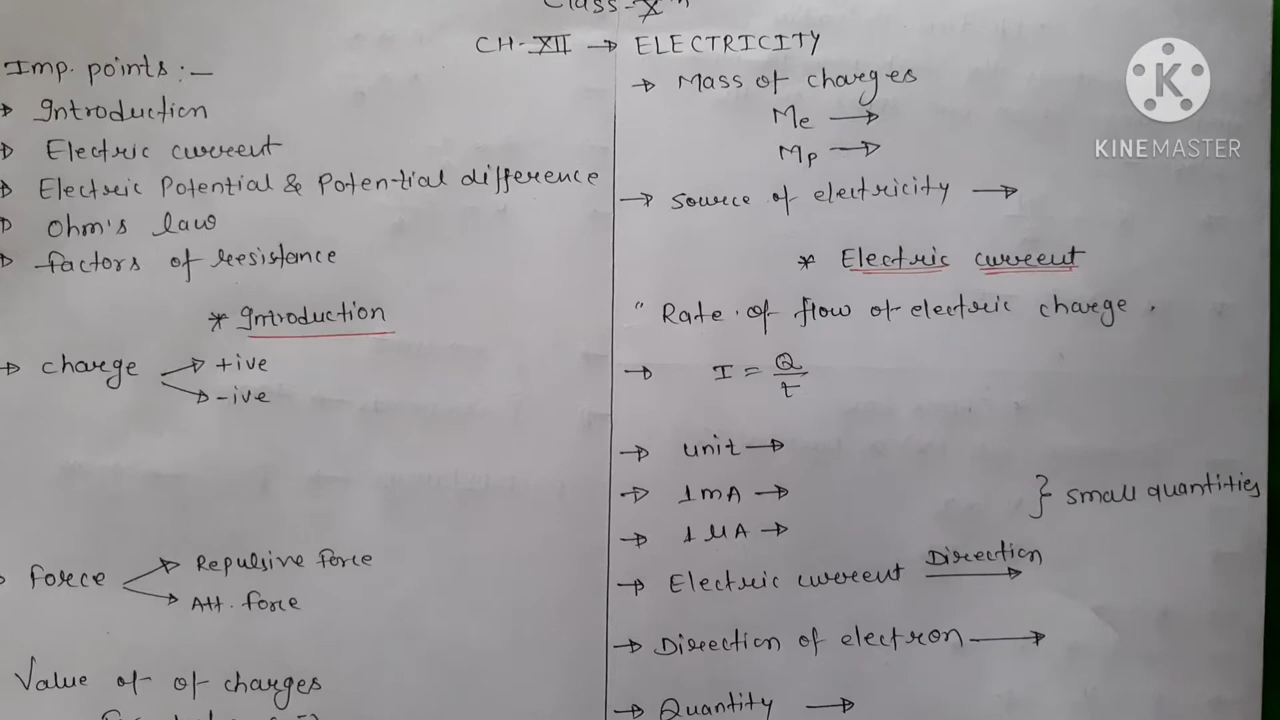 Class-Xth
CH-XII → ELECTRICITY
Imp. points:-
→ Introduction
→ Electric current
→ Electric Potential & Potential difference
→ Ohm's law
→ factors of resistance
* Introduction
→ charge → +ive
→ -ive
force → Repulsive force
→ Att. force
Value of of charges
→ Mass of charges
Me →
Mp →
→ Source of electricity →
* Electric current
" Rate of flow of electric charge.
→ I = Q/t
→ unit →
→ 1mA →
→ 1μA →
} small quantities
→ Electric current Direction →
→ Direction of electron →
→ Quantity →
K
KINEMASTER